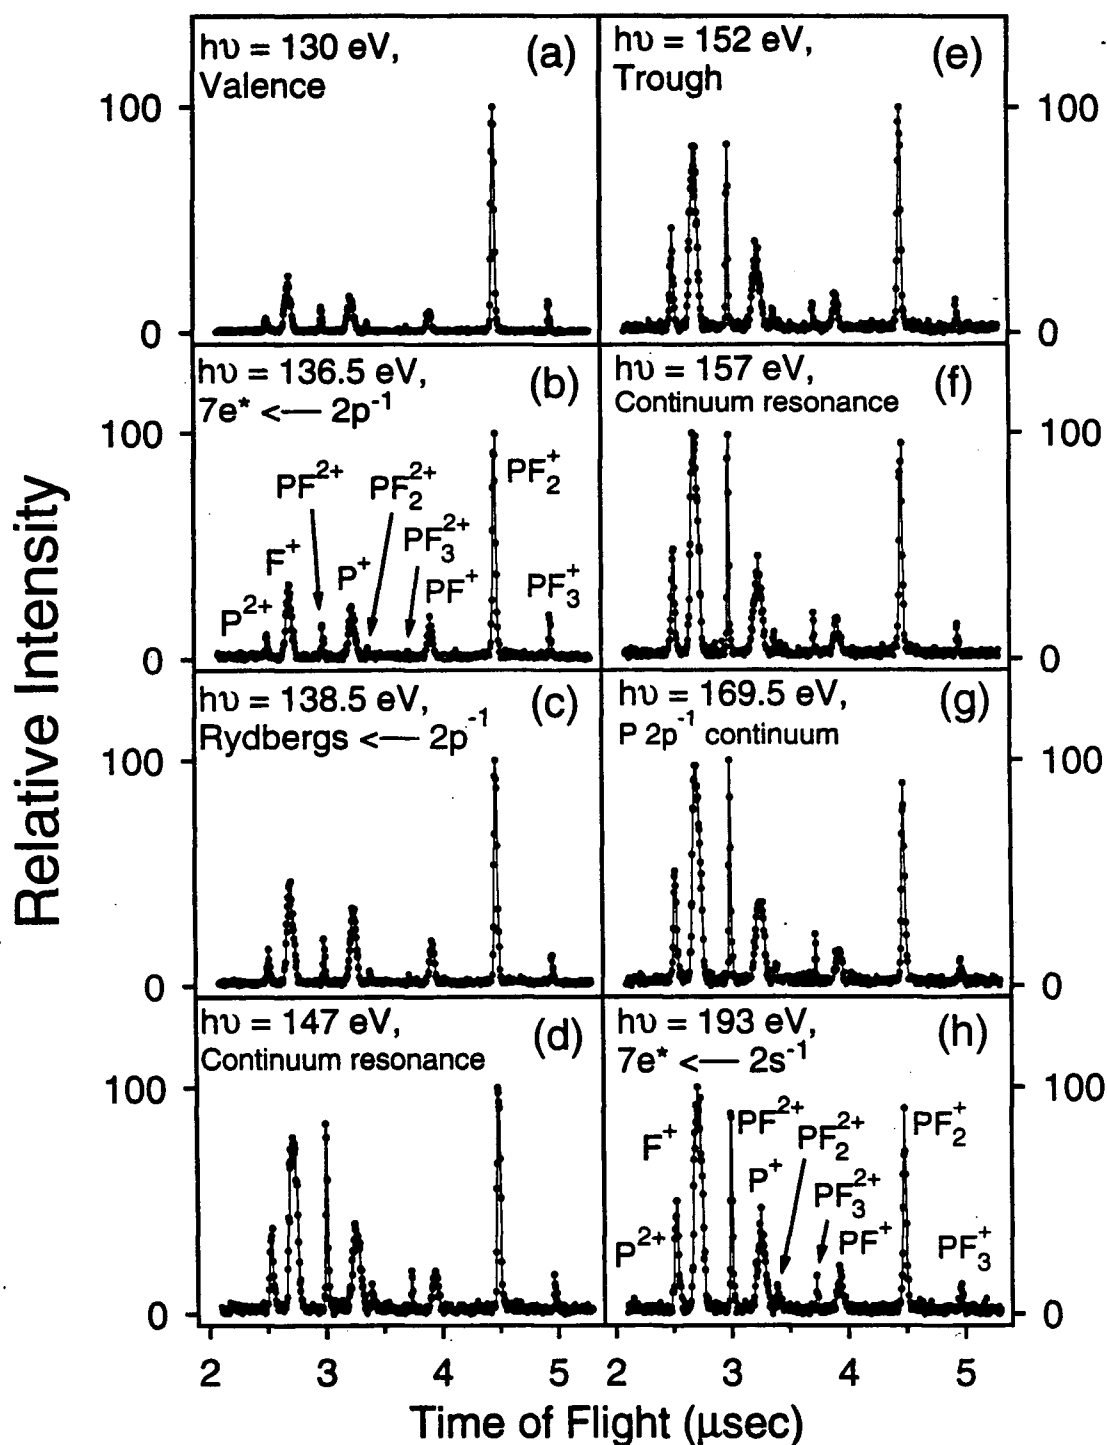 hυ = 130 eV,
Valence
(a)
100
0
hυ = 152 eV,
Trough
(e)
100
0
hυ = 136.5 eV,
7e* <— 2p⁻¹
(b)
100
0
P²⁺
F⁺
PF²⁺
P⁺
PF₂²⁺
PF₃²⁺
PF⁺
PF₂⁺
PF₃⁺
hυ = 157 eV,
Continuum resonance
(f)
100
0
hυ = 138.5 eV,
Rydbergs <— 2p⁻¹
(c)
100
0
hυ = 169.5 eV,
P 2p⁻¹ continuum
(g)
100
0
hυ = 147 eV,
Continuum resonance
(d)
100
0
hυ = 193 eV,
7e* <— 2s⁻¹
(h)
100
0
P²⁺
F⁺
PF²⁺
P⁺
PF₂²⁺
PF₃²⁺
PF⁺
PF₂⁺
PF₃⁺
2 3 4 5
2 3 4 5
Time of Flight (μsec)
Relative Intensity